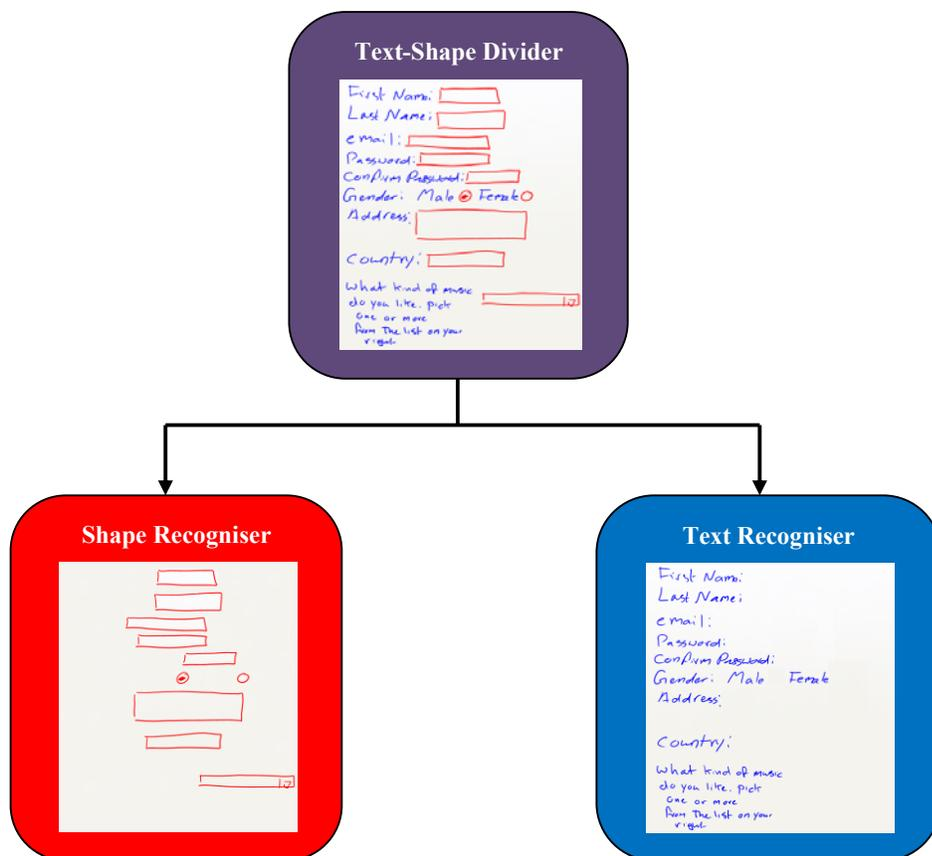 Text-Shape Divider
First Name:
Last Name:
email:
Password:
Confirm Password:
Gender: Male Female
Address:
Country:
What kind of music
do you like. pick
one or more
from The list on your
right
Shape Recogniser
Text Recogniser
First Name:
Last Name:
email:
Password:
Confirm Password:
Gender: Male Female
Address:
Country:
What kind of music
do you like. pick
one or more
from The list on your
right